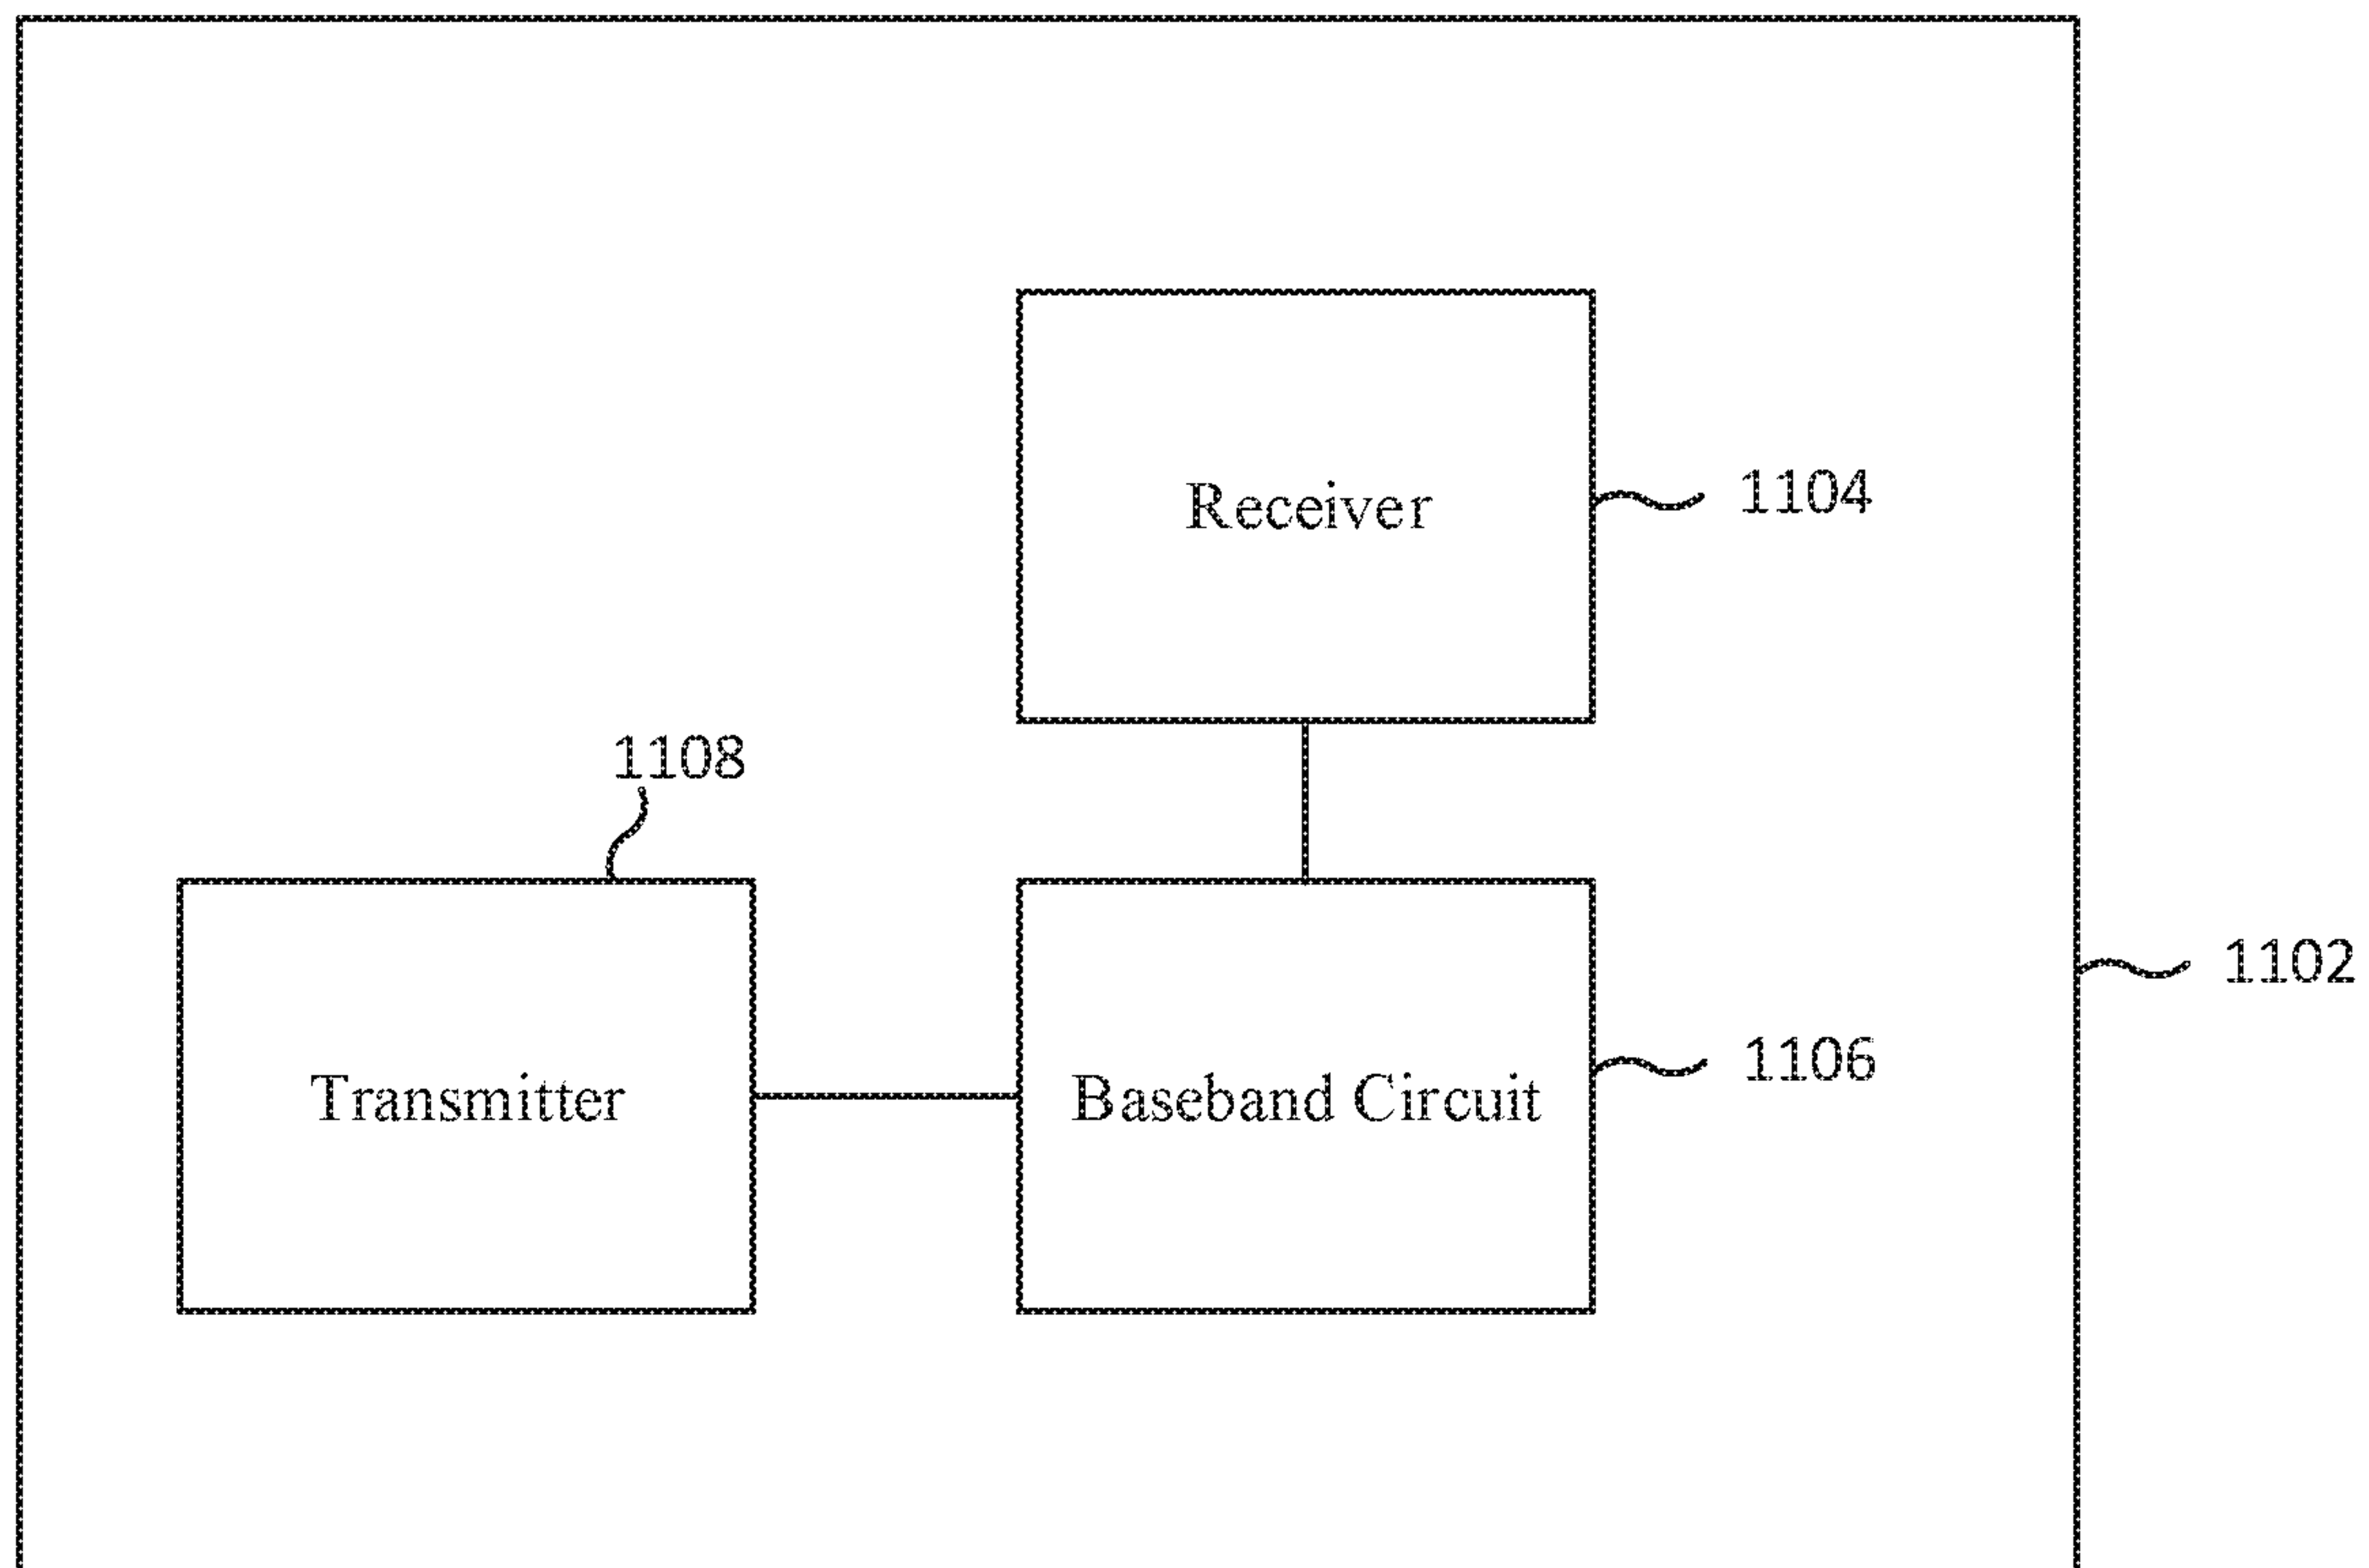 Receiver
1104
1108
1102
Transmitter
Baseband Circuit
1106